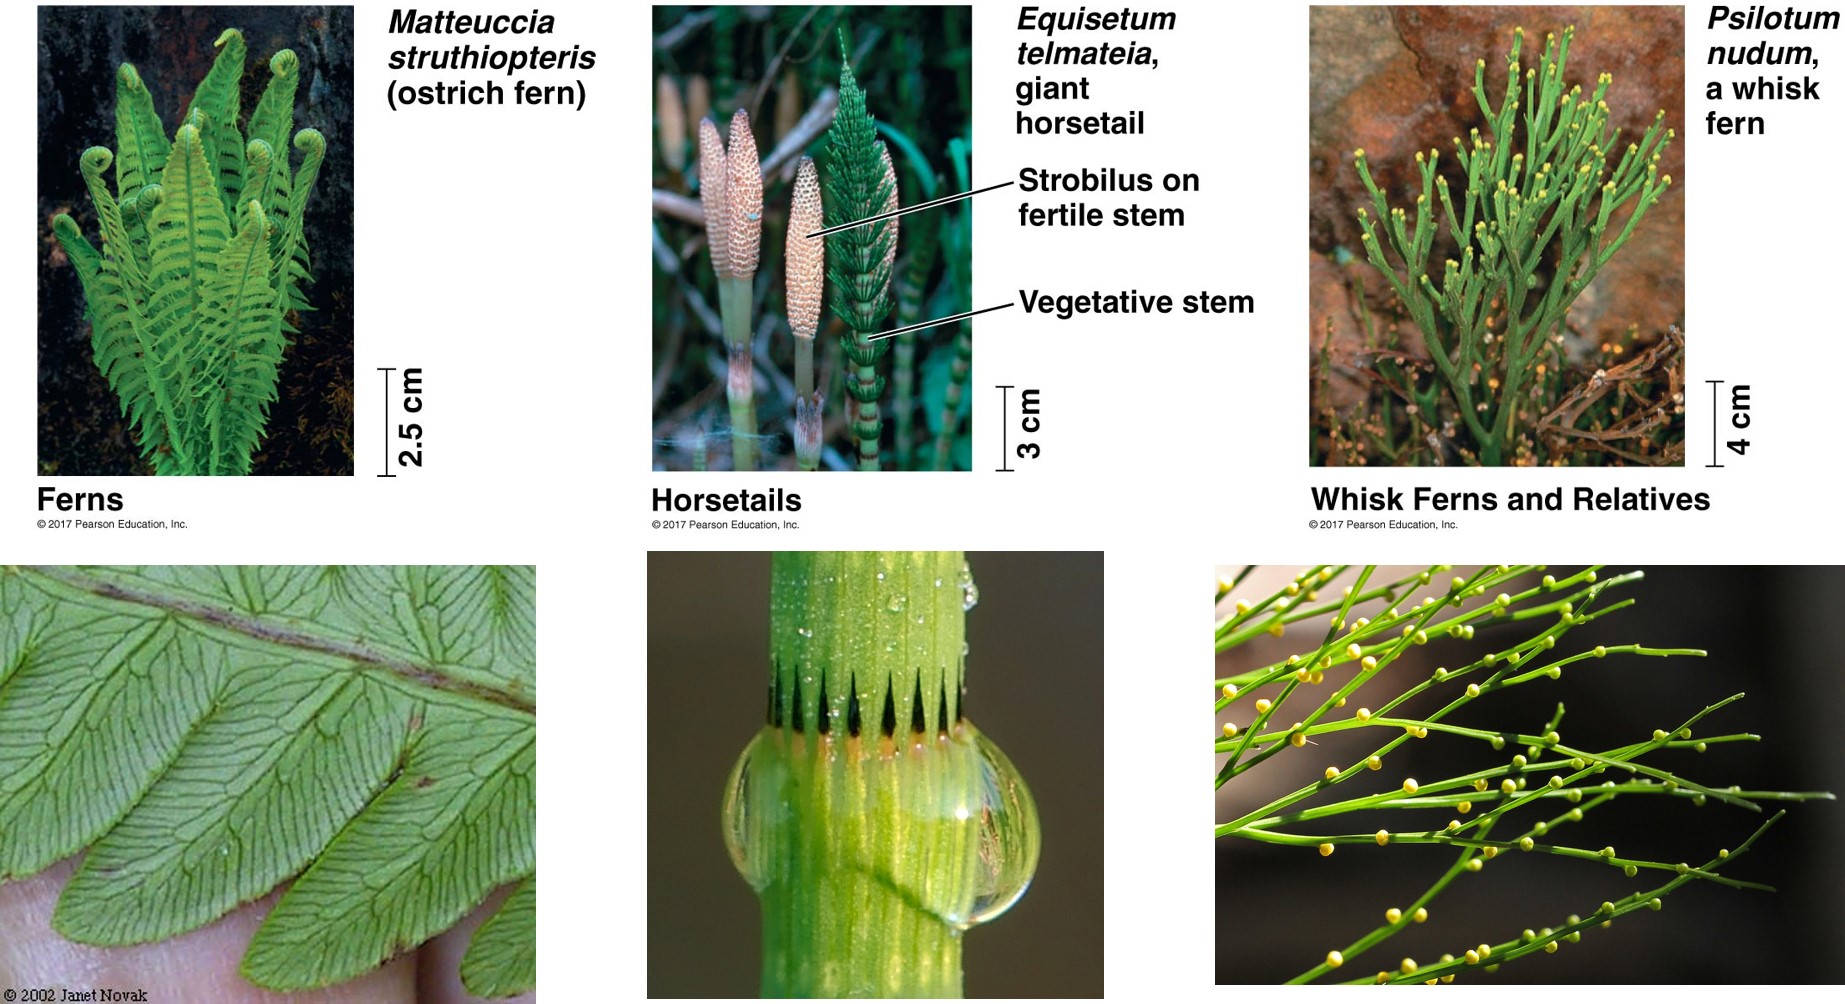 Matteuccia
struthiopteris
(ostrich fern)
2.5 cm
Ferns
© 2017 Pearson Education, Inc.
Equisetum
telmateia,
giant
horsetail
Strobilus on
fertile stem
Vegetative stem
3 cm
Horsetails
© 2017 Pearson Education, Inc.
Psilotum
nudum,
a whisk
fern
4 cm
Whisk Ferns and Relatives
© 2017 Pearson Education, Inc.
© 2002 Janet Novak